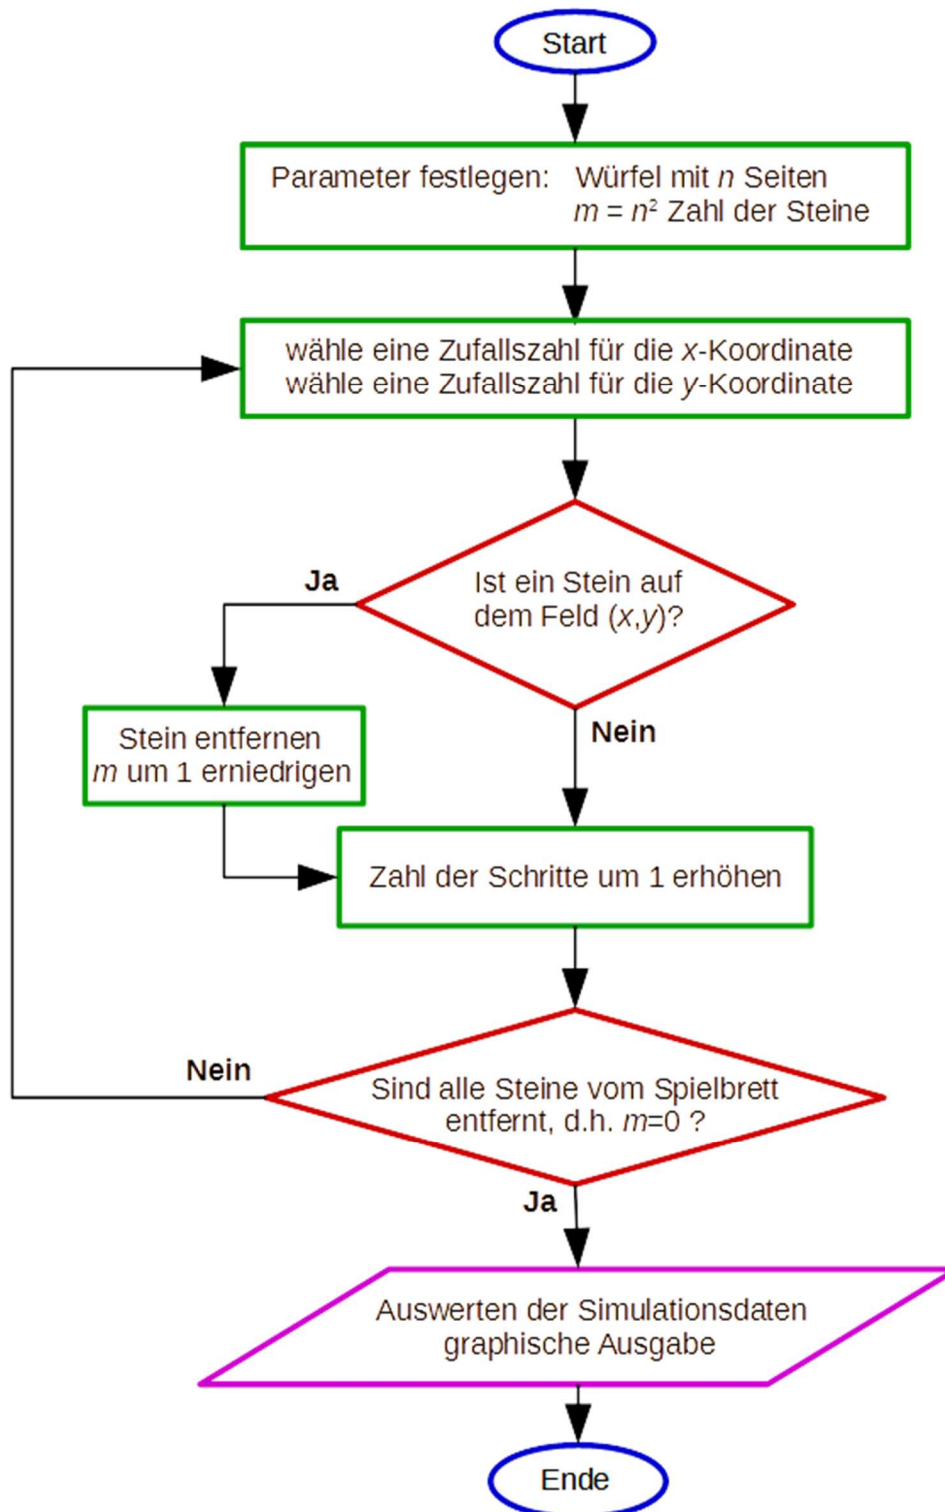 Start
Parameter festlegen: Würfel mit n Seiten
m = n² Zahl der Steine
wähle eine Zufallszahl für die x-Koordinate
wähle eine Zufallszahl für die y-Koordinate
Ist ein Stein auf
dem Feld (x,y)?
Ja
Nein
Stein entfernen
m um 1 erniedrigen
Zahl der Schritte um 1 erhöhen
Sind alle Steine vom Spielbrett
entfernt, d.h. m=0 ?
Nein
Ja
Auswerten der Simulationsdaten
graphische Ausgabe
Ende